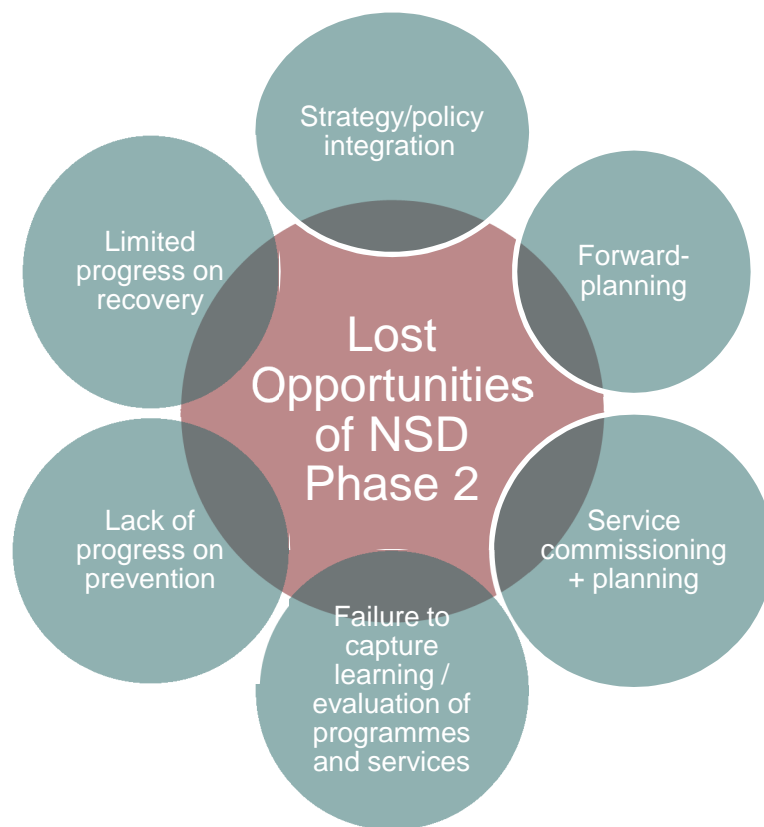 Strategy/policy
integration
Forward-
planning
Service
commissioning
+ planning
Failure to
capture
learning /
evaluation of
programmes
and services
Lack of
progress on
prevention
Limited
progress on
recovery
Lost
Opportunities
of NSD
Phase 2